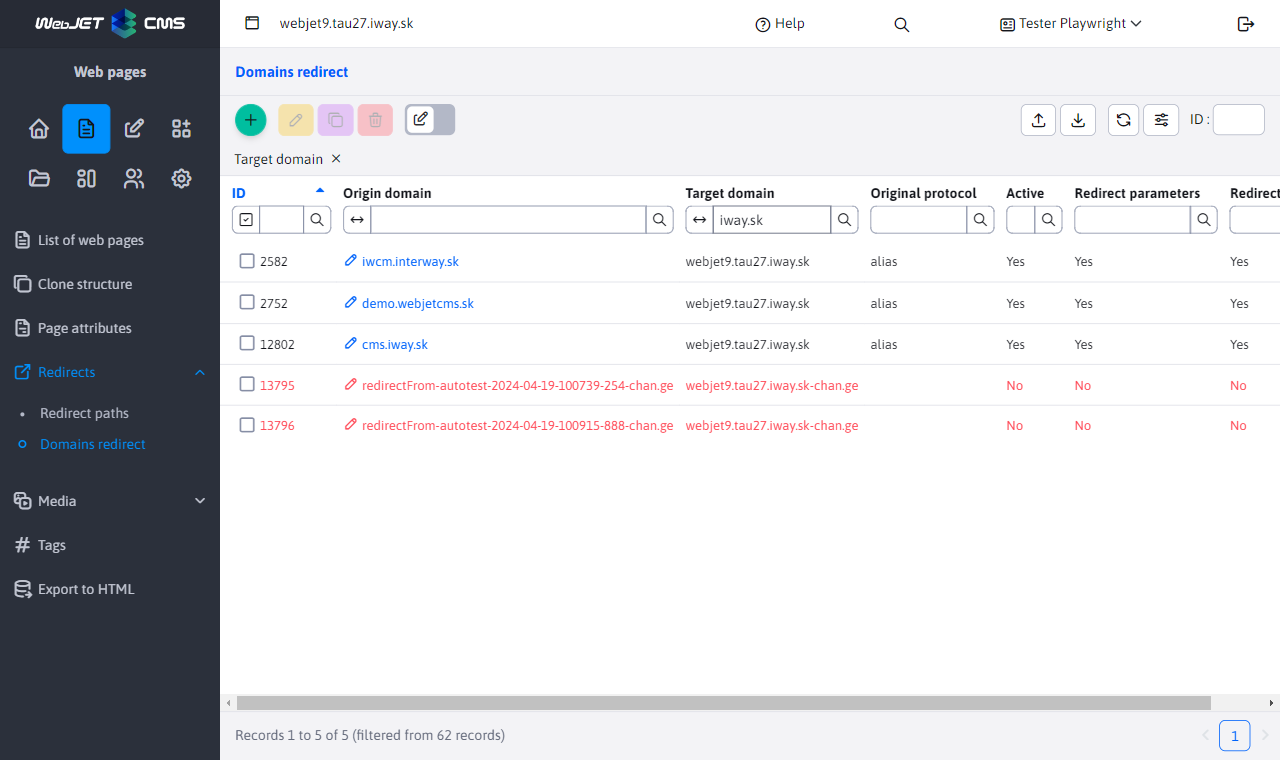 WebJET CMS
webjet9.tau27.iway.sk
Help
Tester Playwright
Web pages
List of web pages
Clone structure
Page attributes
Redirects
Redirect paths
Domains redirect
Media
Tags
Export to HTML
Domains redirect
ID :
Target domain ×
ID Origin domain Target domain Original protocol Active Redirect parameters Redirect
iway.sk
2582 iwcm.interway.sk webjet9.tau27.iway.sk alias Yes Yes Yes
2752 demo.webjetcms.sk webjet9.tau27.iway.sk alias Yes Yes Yes
12802 cms.iway.sk webjet9.tau27.iway.sk alias Yes Yes Yes
13795 redirectFrom-autotest-2024-04-19-100739-254-chan.ge webjet9.tau27.iway.sk-chan.ge No No No
13796 redirectFrom-autotest-2024-04-19-100915-888-chan.ge webjet9.tau27.iway.sk-chan.ge No No No
Records 1 to 5 of 5 (filtered from 62 records)
1